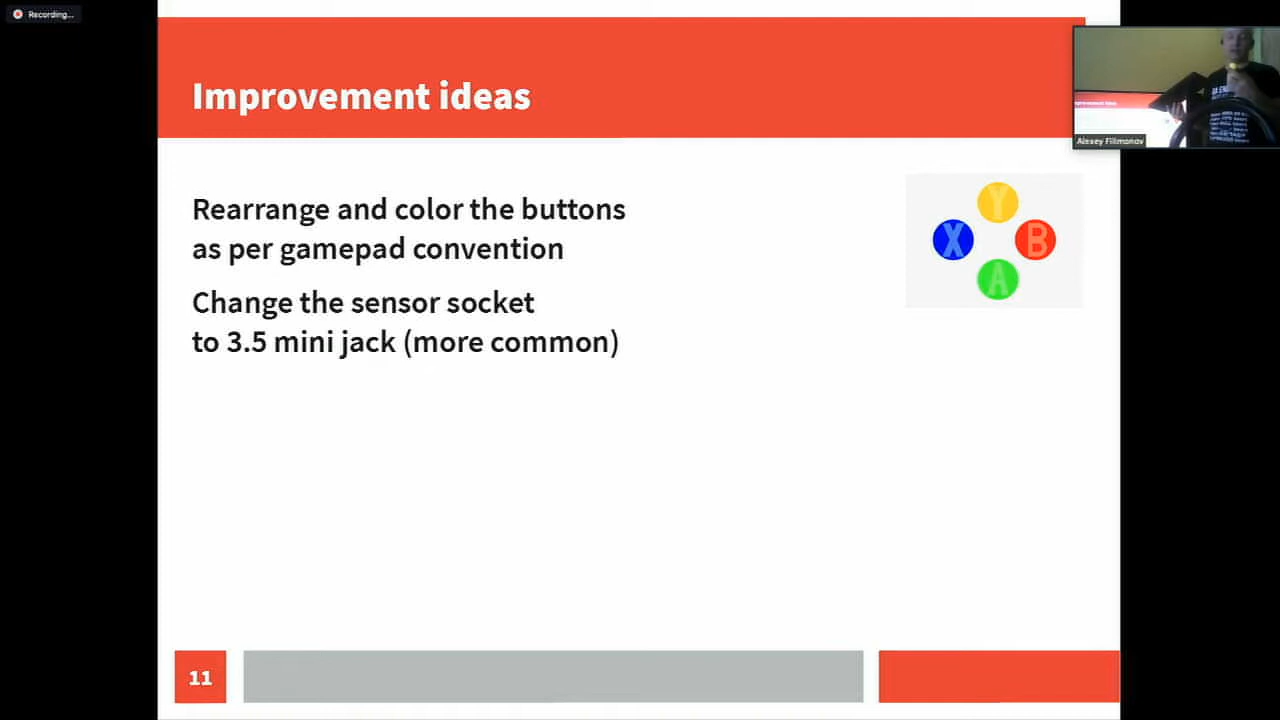 Recording...
Improvement ideas
Alexey Filimonov
Rearrange and color the buttons
as per gamepad convention
Y
X
B
A
Change the sensor socket
to 3.5 mini jack (more common)
11